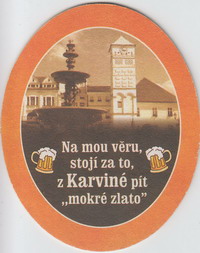 Na mou věru,
stojí za to,
z Karviné pít
„mokré zlato”